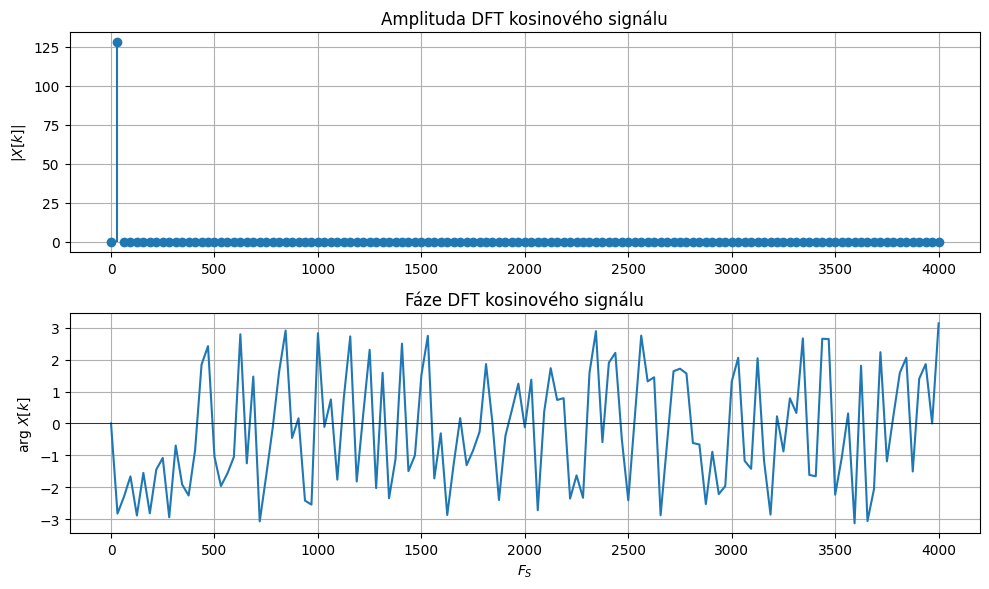 Amplituda DFT kosinového signálu
|X[k]|
125
100
75
50
25
0
0 500 1000 1500 2000 2500 3000 3500 4000
Fáze DFT kosinového signálu
arg X[k]
3
2
1
0
−1
−2
−3
0 500 1000 1500 2000 2500 3000 3500 4000
F_S